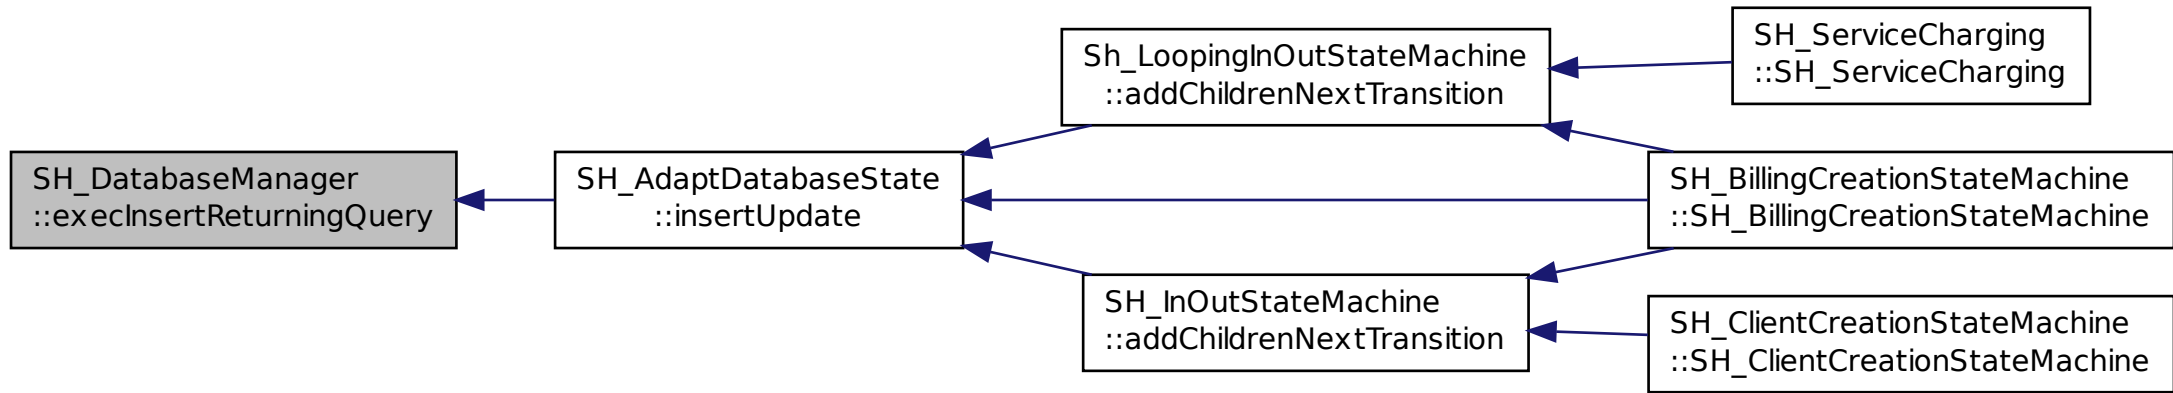 SH_DatabaseManager
::execInsertReturningQuery
SH_AdaptDatabaseState
::insertUpdate
Sh_LoopingInOutStateMachine
::addChildrenNextTransition
SH_InOutStateMachine
::addChildrenNextTransition
SH_ServiceCharging
::SH_ServiceCharging
SH_BillingCreationStateMachine
::SH_BillingCreationStateMachine
SH_ClientCreationStateMachine
::SH_ClientCreationStateMachine